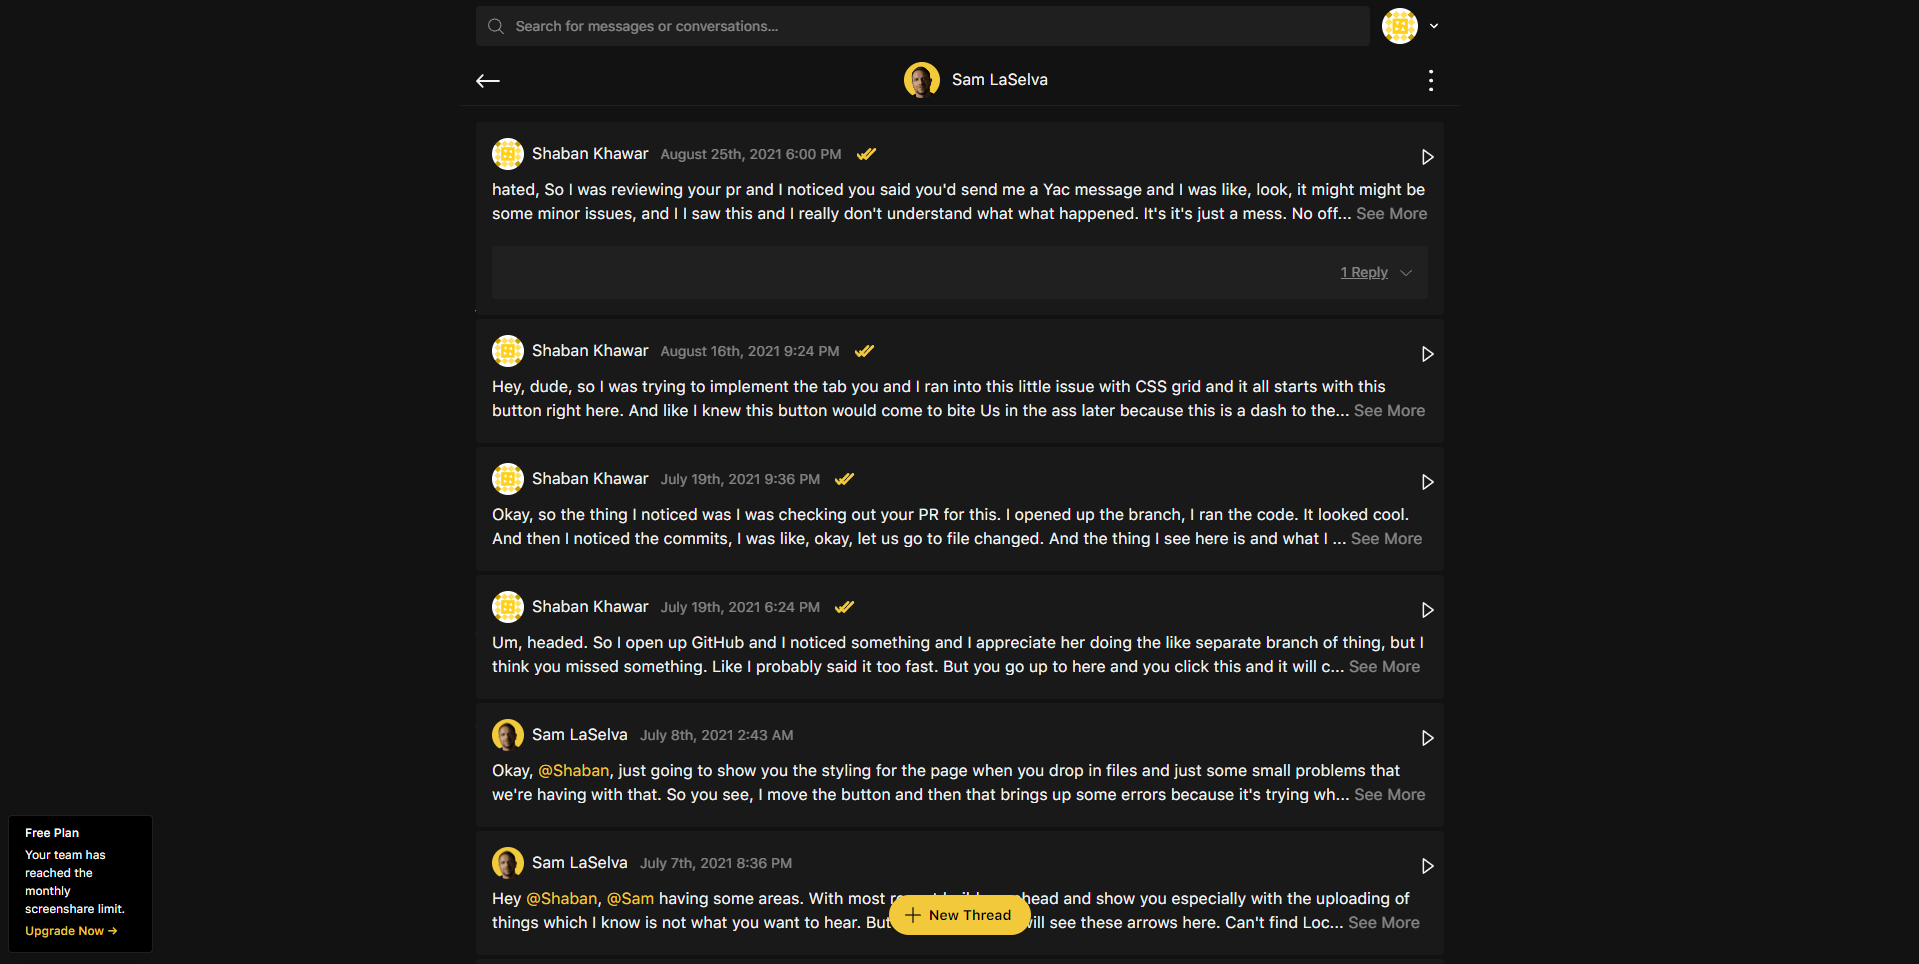 Search for messages or conversations...
Sam LaSelva
Shaban Khawar August 25th, 2021 6:00 PM
hated, So I was reviewing your pr and I noticed you said you'd send me a Yac message and I was like, look, it might might be
some minor issues, and I I saw this and I really don't understand what what happened. It's it's just a mess. No off... See More
1 Reply
Shaban Khawar August 16th, 2021 9:24 PM
Hey, dude, so I was trying to implement the tab you and I ran into this little issue with CSS grid and it all starts with this
button right here. And like I knew this button would come to bite Us in the ass later because this is a dash to the... See More
Shaban Khawar July 19th, 2021 9:36 PM
Okay, so the thing I noticed was I was checking out your PR for this. I opened up the branch, I ran the code. It looked cool.
And then I noticed the commits, I was like, okay, let us go to file changed. And the thing I see here is and what I ... See More
Shaban Khawar July 19th, 2021 6:24 PM
Um, headed. So I open up GitHub and I noticed something and I appreciate her doing the like separate branch of thing, but I
think you missed something. Like I probably said it too fast. But you go up to here and you click this and it will c... See More
Sam LaSelva July 8th, 2021 2:43 AM
Okay, @Shaban, just going to show you the styling for the page when you drop in files and just some small problems that
we're having with that. So you see, I move the button and then that brings up some errors because it's trying wh... See More
Sam LaSelva July 7th, 2021 8:36 PM
Hey @Shaban, @Sam having some areas. With most and show you especially with the uploading of
things which I know is not what you want to hear. But see these arrows here. Can't find Loc... See More
New Thread
Free Plan
Your team has
reached the
monthly
screenshare limit.
Upgrade Now →